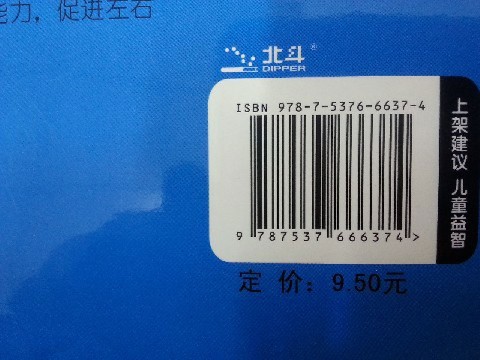 能力，促进左右
北斗®
DIPPER
ISBN 978-7-5376-6637-4
9 787537 666374 >
上架建议 儿童益智
定 价：9.50元